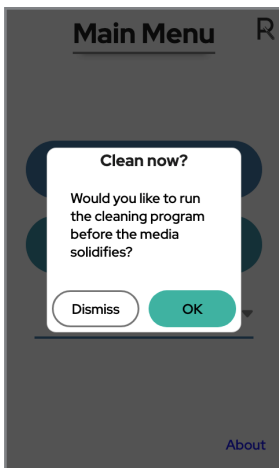 Main Menu
Clean now?
Would you like to run
the cleaning program
before the media
solidifies?
Dismiss
OK
About